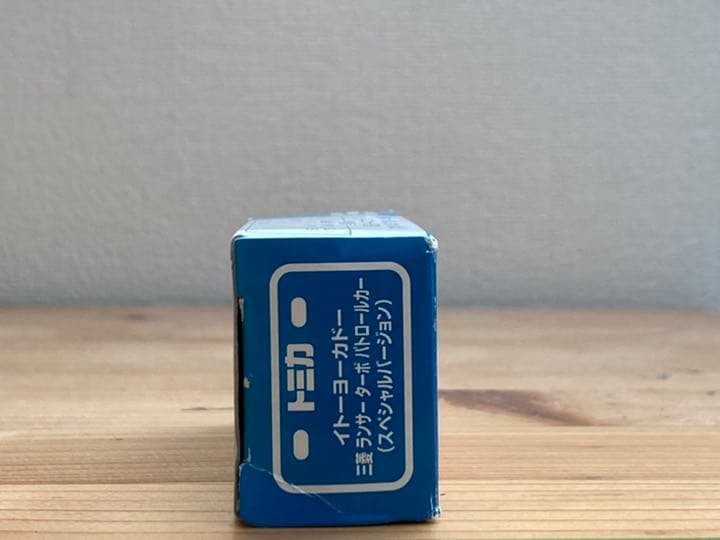 トミカ
イトーヨーカドー
三菱 ランサー ターボ パトロールカー
(スペシャルバージョン)